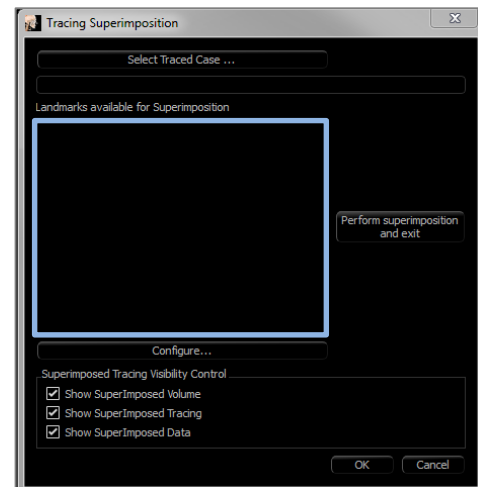 Tracing Superimposition
Select Traced Case ...
Landmarks available for Superimposition
Perform superimposition
and exit
Configure...
Superimposed Tracing Visibility Control
Show SuperImposed Volume
Show SuperImposed Tracing
Show SuperImposed Data
OK
Cancel